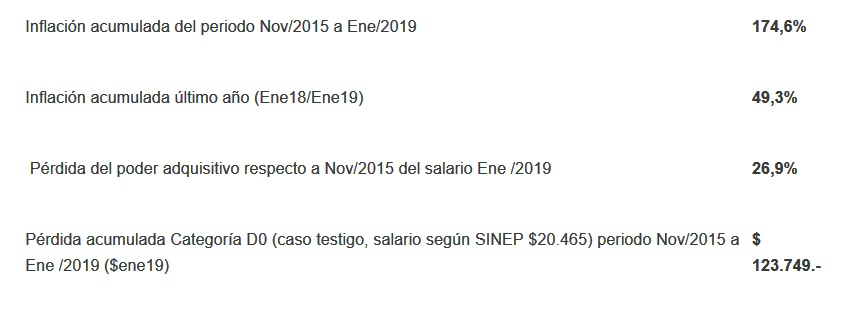 Inflación acumulada del periodo Nov/2015 a Ene/2019 174,6%
Inflación acumulada último año (Ene18/Ene19) 49,3%
Pérdida del poder adquisitivo respecto a Nov/2015 del salario Ene /2019 26,9%
Pérdida acumulada Categoría D0 (caso testigo, salario según SINEP $20.465) periodo Nov/2015 a $
Ene /2019 ($ene19) 123.749.-